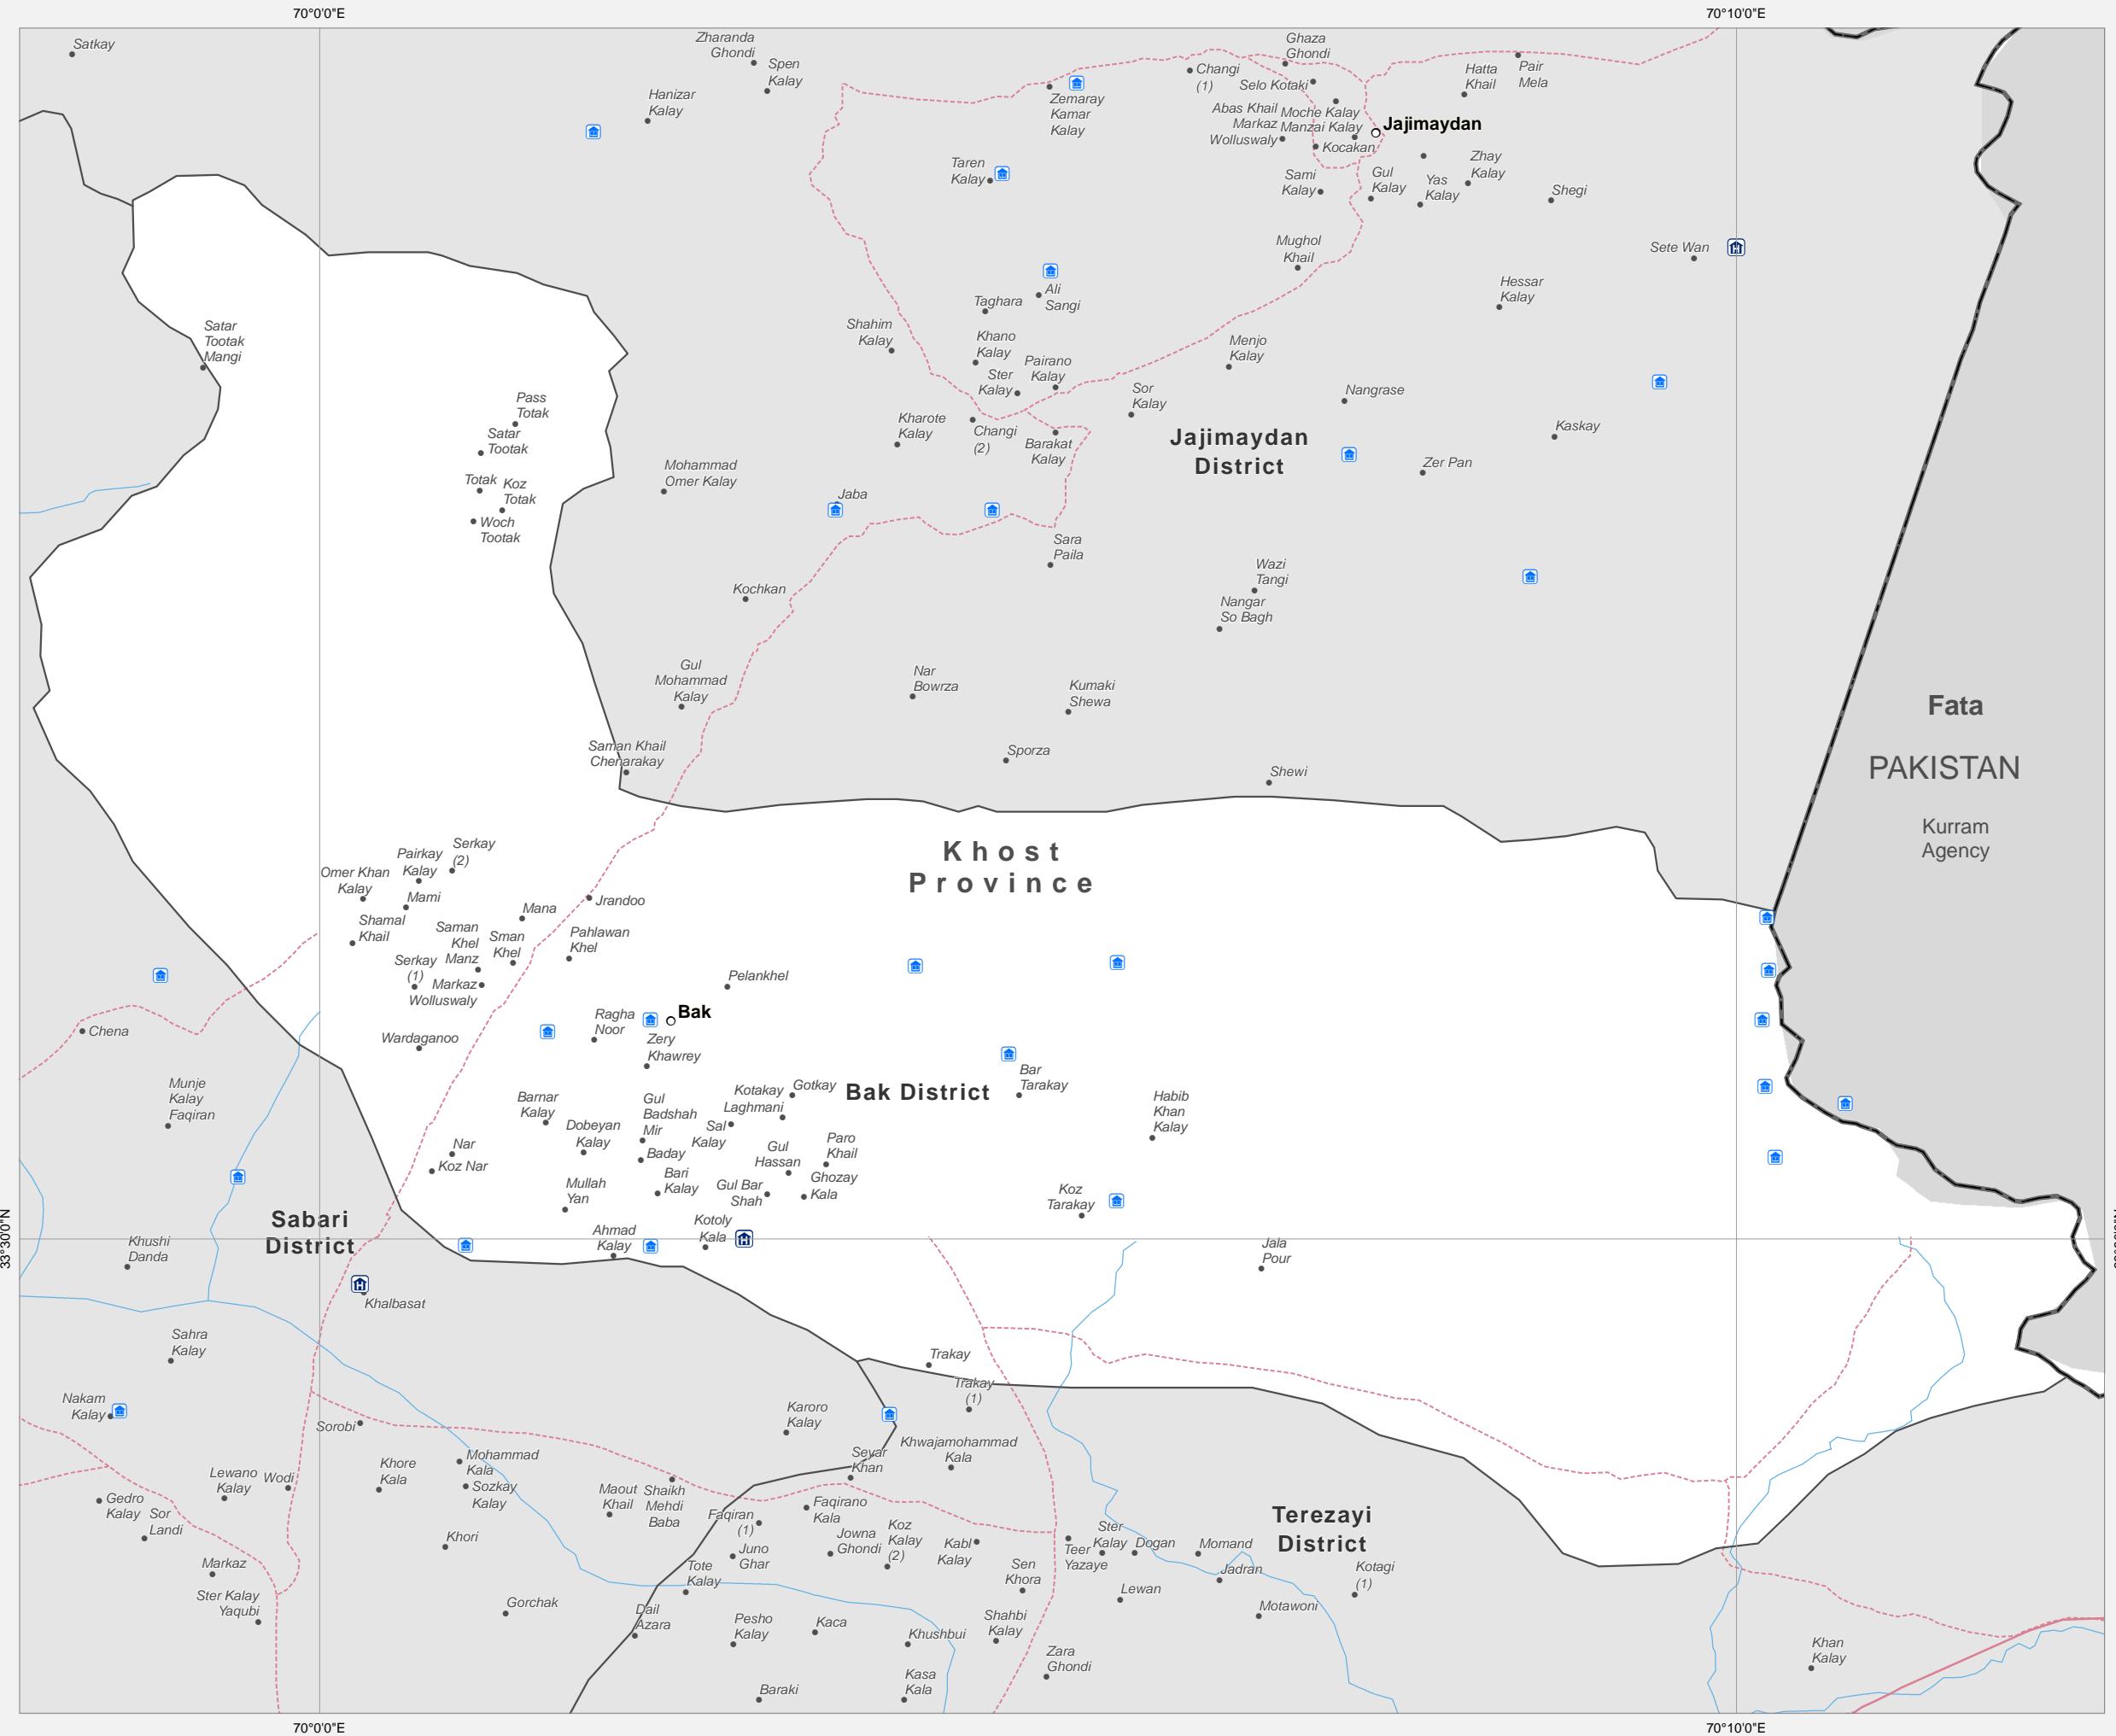 70°0'0"E
70°10'0"E
Satkay
Zharanda
Ghondi
Spen
Kalay
Hanizar
Kalay
Zemaray
Kamar
Kalay
Changi
(1)
Ghaza
Ghondi
Selo Kotaki
Abas Khail
Markaz
Wolluswaly
Moche Kalay
Manzai Kalay
Kocakan
Jajimaydan
Hatta
Khail
Pair
Mela
Taren
Kalay
Sami
Kalay
Gul
Kalay
Yas
Kalay
Zhay
Kalay
Shegi
Mughol
Khail
Sete Wan
Hessar
Kalay
Ali
Sangi
Taghara
Shahim
Kalay
Khano
Kalay
Ster
Kalay
Pairano
Kalay
Menjo
Kalay
Sor
Kalay
Nangrase
Satar
Tootak
Mangi
Pass
Totak
Satar
Tootak
Totak
Koz
Totak
Woch
Tootak
Kharote
Kalay
Changi
(2)
Barakat
Kalay
Jajimaydan
District
Kaskay
Zer Pan
Mohammad
Omer Kalay
Jaba
Sara
Paila
Wazi
Tangi
Nangar
So Bagh
Kochkan
Gul
Mohammad
Kalay
Nar
Bowrza
Kumaki
Shewa
Saman Khail
Chenarakay
Sporza
Shewi
Fata
PAKISTAN
Kurram
Agency
Khost
Province
Serkay
(2)
Pairkay
Kalay
Omer Khan
Kalay
Mami
Shamal
Khail
Mana
Jrandoo
Saman
Khel
Manz
Sman
Khel
Pahlawan
Khel
Serkay
(1)
Markaz
Wolluswaly
Pelankhel
Ragha
Noor
Bak
Zery
Khawrey
Wardaganoo
Chena
Munje
Kalay
Faqiran
Barnar
Kalay
Dobeyan
Kalay
Gul
Badshah
Mir
Baday
Bari
Kalay
Kotakay
Laghmani
Gotkay
Sal
Kalay
Bak District
Bar
Tarakay
Habib
Khan
Kalay
Gul
Hassan
Paro
Khail
Ghozay
Kala
Gul Bar
Shah
Nar
Koz Nar
Mullah
Yan
Koz
Tarakay
Kotoly
Kala
Ahmad
Kalay
Sabari
District
33°30'0"N
Khushi
Danda
Jala
Pour
Khalbasat
Sahra
Kalay
Trakay
Trakay
(1)
Nakam
Kalay
Sorobi
Karoro
Kalay
Khwajamohammad
Kala
Seyar
Khan
Mohammad
Kala
Sozkay
Kalay
Khore
Kala
Lewano
Kalay
Wodi
Gedro
Kalay
Sor
Landi
Maout
Khail
Shaikh
Mehdi
Baba
Faqiran
(1)
Faqirano
Kala
Jowna
Ghondi
Koz
Kalay
(2)
Kabl
Kalay
Terezayi
District
Teer
Yazaye
Ster
Kalay
Dogan
Momand
Jadran
Kotagi
(1)
Khori
Juno
Ghar
Markaz
Ster Kalay
Yaqubi
Tote
Kalay
Sen
Khora
Lewan
Motawoni
Gorchak
Dail
Azara
Pesho
Kalay
Kaca
Khushbui
Shahbi
Kalay
Zara
Ghondi
Kasa
Kala
Baraki
Khan
Kalay
70°0'0"E
70°10'0"E